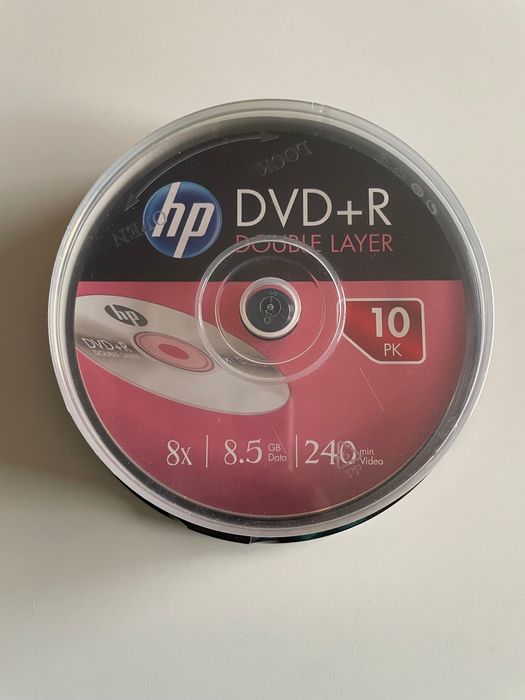 LOCK
OPEN
hp
DVD+R
DOUBLE LAYER
hp
DVD+R
DOUBLE LAYER
10
PK
8x | 8.5 GB Data | 240 min Video
PP